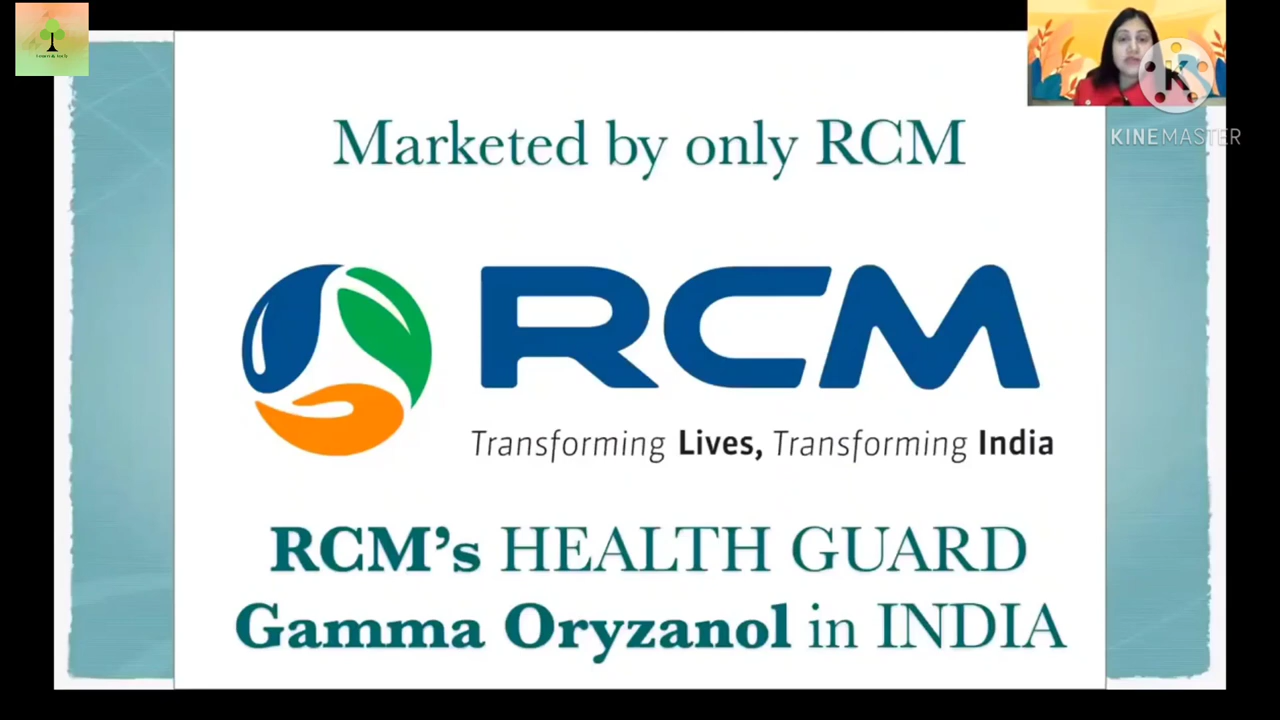 Marketed by only RCM
KINEMASTER
RCM
Transforming Lives, Transforming India
RCM's HEALTH GUARD
Gamma Oryzanol in INDIA